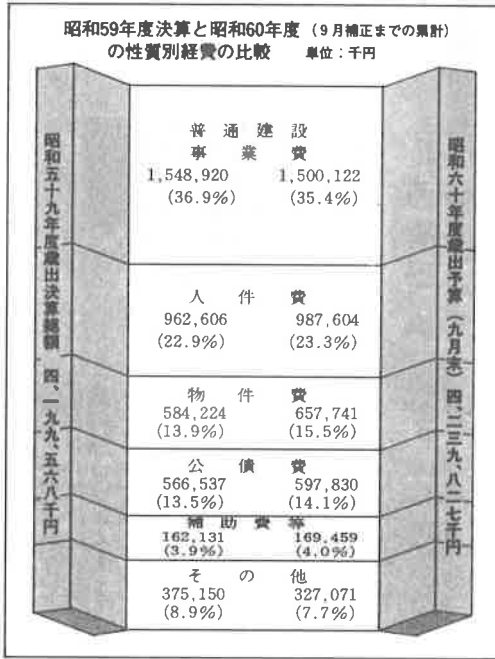 昭和59年度決算と昭和60年度（9月補正までの累計）
の性質別経費の比較　単位：千円
昭和五十九年度歳出決算総額　四、一九九、五六八千円
普通建設
事業費
1,548,920　1,500,122
(36.9%)　(35.4%)
人件費
962,606　987,604
(22.9%)　(23.3%)
物件費
584,224　657,741
(13.9%)　(15.5%)
公債費
566,537　597,830
(13.5%)　(14.1%)
補助費等
162,131　169,459
(3.9%)　(4.0%)
その他
375,150　327,071
(8.9%)　(7.7%)
昭和六十年度歳出予算（九月末）　四、二三九、八二七千円